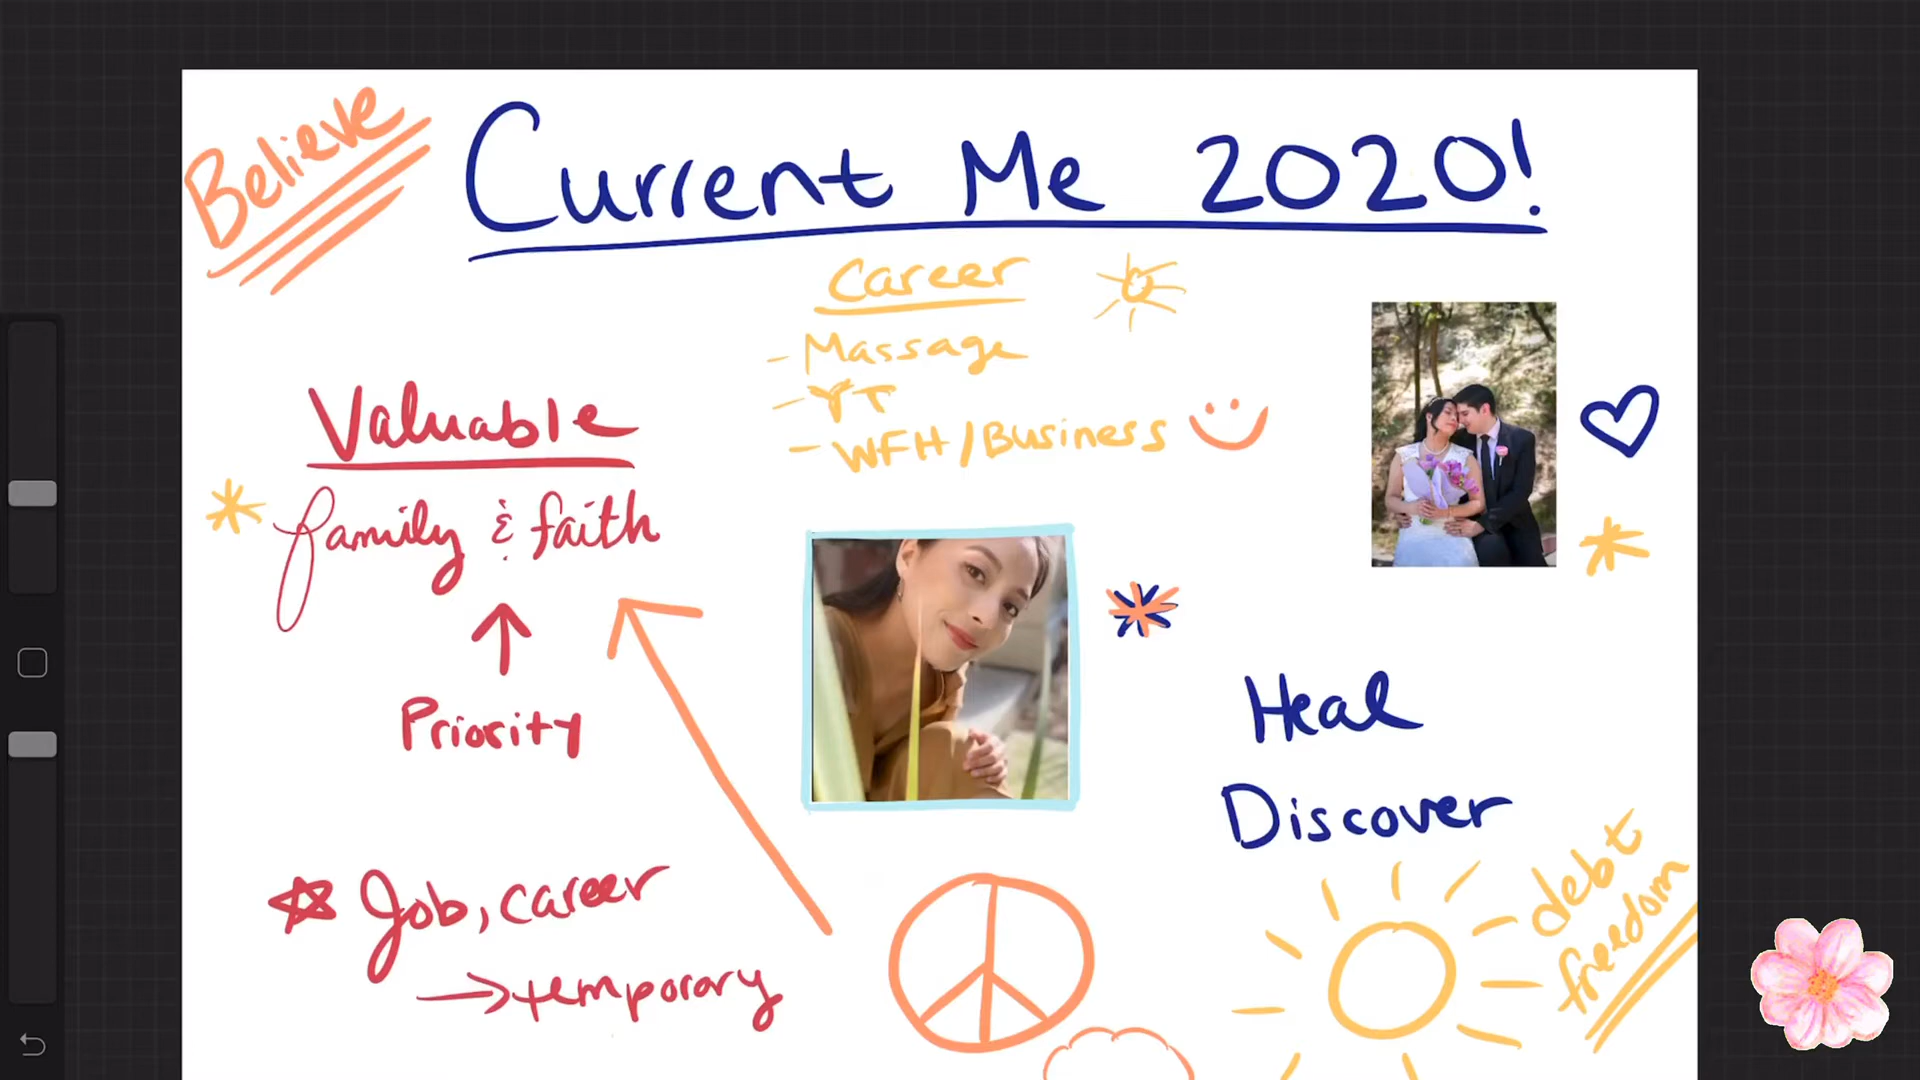 Believe
Current Me 2020!
Career
- Massage
- YT
- WFH/Business
Valuable
family & faith
Priority
Job, career
→temporary
Heal
Discover
debt
freedom